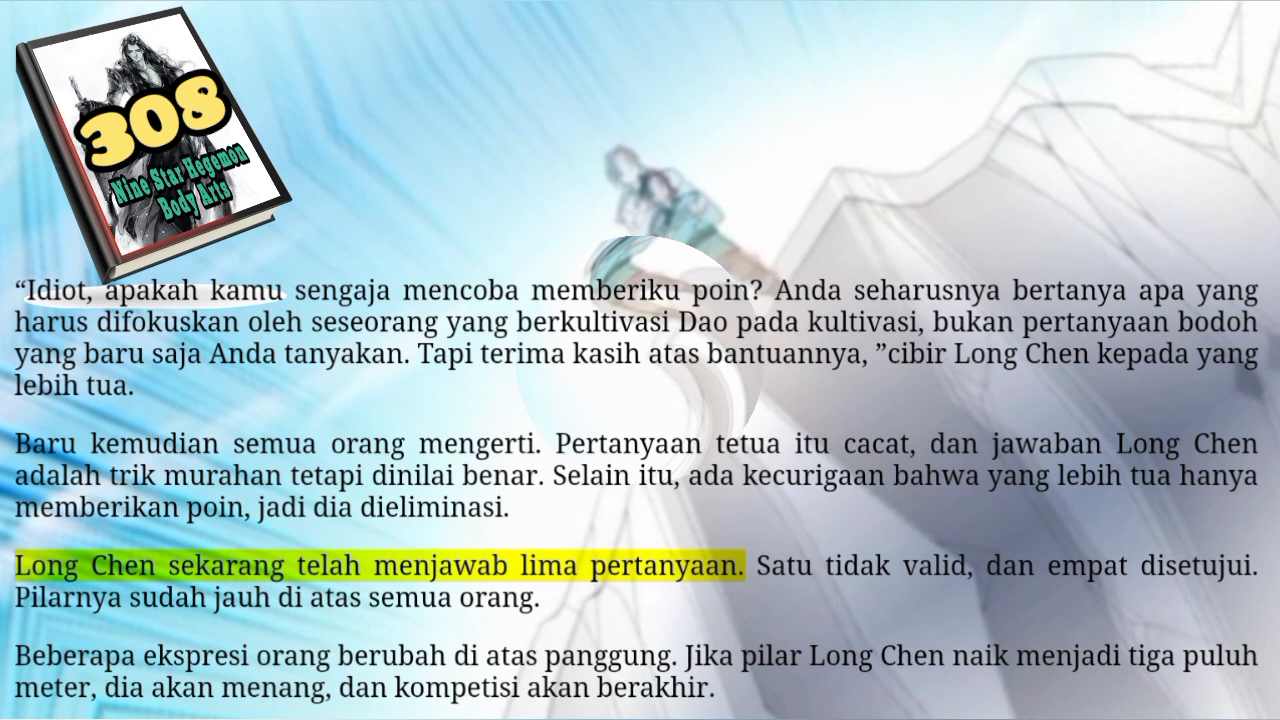 308
Nine Star Hegemon
Body Arts
“Idiot, apakah kamu sengaja mencoba memberiku poin? Anda seharusnya bertanya apa yang
harus difokuskan oleh seseorang yang berkultivasi Dao pada kultivasi, bukan pertanyaan bodoh
yang baru saja Anda tanyakan. Tapi terima kasih atas bantuannya, ”cibir Long Chen kepada yang
lebih tua.
Baru kemudian semua orang mengerti. Pertanyaan tetua itu cacat, dan jawaban Long Chen
adalah trik murahan tetapi dinilai benar. Selain itu, ada kecurigaan bahwa yang lebih tua hanya
memberikan poin, jadi dia dieliminasi.
Long Chen sekarang telah menjawab lima pertanyaan. Satu tidak valid, dan empat disetujui.
Pilarnya sudah jauh di atas semua orang.
Beberapa ekspresi orang berubah di atas panggung. Jika pilar Long Chen naik menjadi tiga puluh
meter, dia akan menang, dan kompetisi akan berakhir.